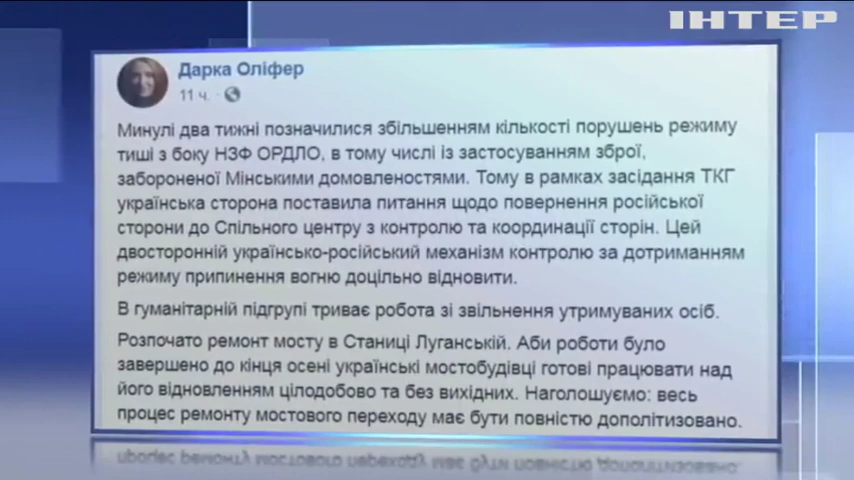 ІНТЕР
Дарка Оліфер
11 ч. ·
Минулі два тижні позначилися збільшенням кількості порушень режиму
тиші з боку НЗФ ОРДЛО, в тому числі із застосуванням зброї,
забороненої Мінськими домовленостями. Тому в рамках засідання ТКГ
українська сторона поставила питання щодо повернення російської
сторони до Спільного центру з контролю та координації сторін. Цей
двосторонній українсько-російський механізм контролю за дотриманням
режиму припинення вогню доцільно відновити.
В гуманітарній підгрупі триває робота зі звільнення утримуваних осіб.
Розпочато ремонт мосту в Станиці Луганській. Аби роботи було
завершено до кінця осені українські мостобудівці готові працювати над
його відновленням цілодобово та без вихідних. Наголошуємо: весь
процес ремонту мостового переходу має бути повністю дополітизовано.